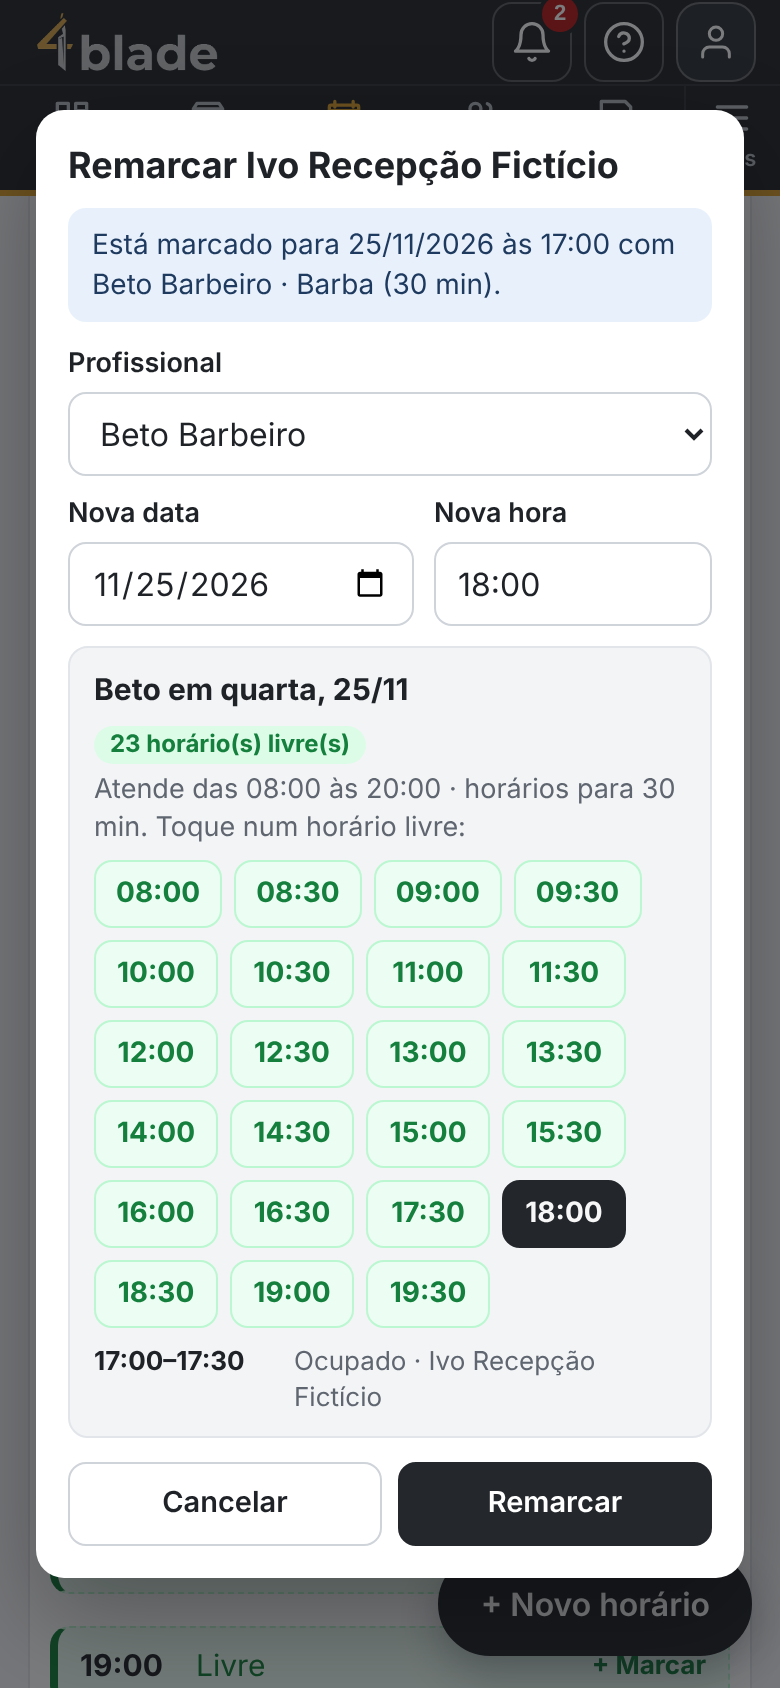 4blade
2
s
Remarcar Ivo Recepção Fictício
Está marcado para 25/11/2026 às 17:00 com
Beto Barbeiro · Barba (30 min).
Profissional
Beto Barbeiro
Nova data
Nova hora
11/25/2026
18:00
Beto em quarta, 25/11
23 horário(s) livre(s)
Atende das 08:00 às 20:00 · horários para 30
min. Toque num horário livre:
08:00 08:30 09:00 09:30
10:00 10:30 11:00 11:30
12:00 12:30 13:00 13:30
14:00 14:30 15:00 15:30
16:00 16:30 17:30 18:00
18:30 19:00 19:30
17:00–17:30 Ocupado · Ivo Recepção
Fictício
Cancelar
Remarcar
+ Novo horário
19:00 Livre + Marcar